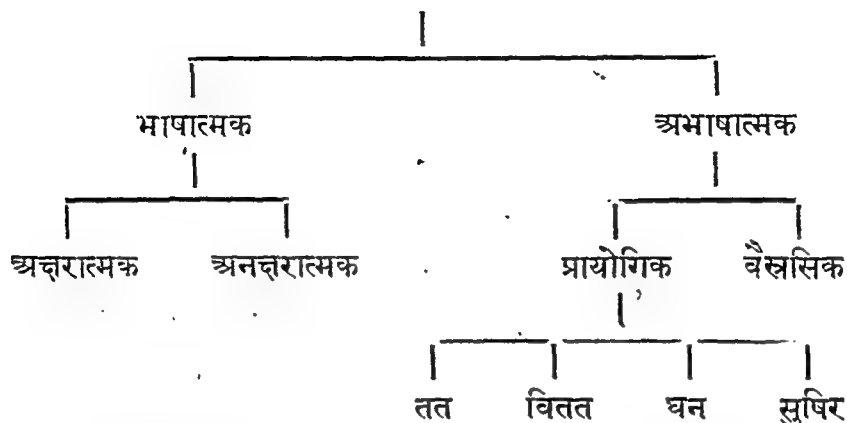 भाषात्मक अभाषात्मक
अक्षरात्मक अनक्षरात्मक प्रायोगिक वैस्रसिक
तत वितत घन सुषिर